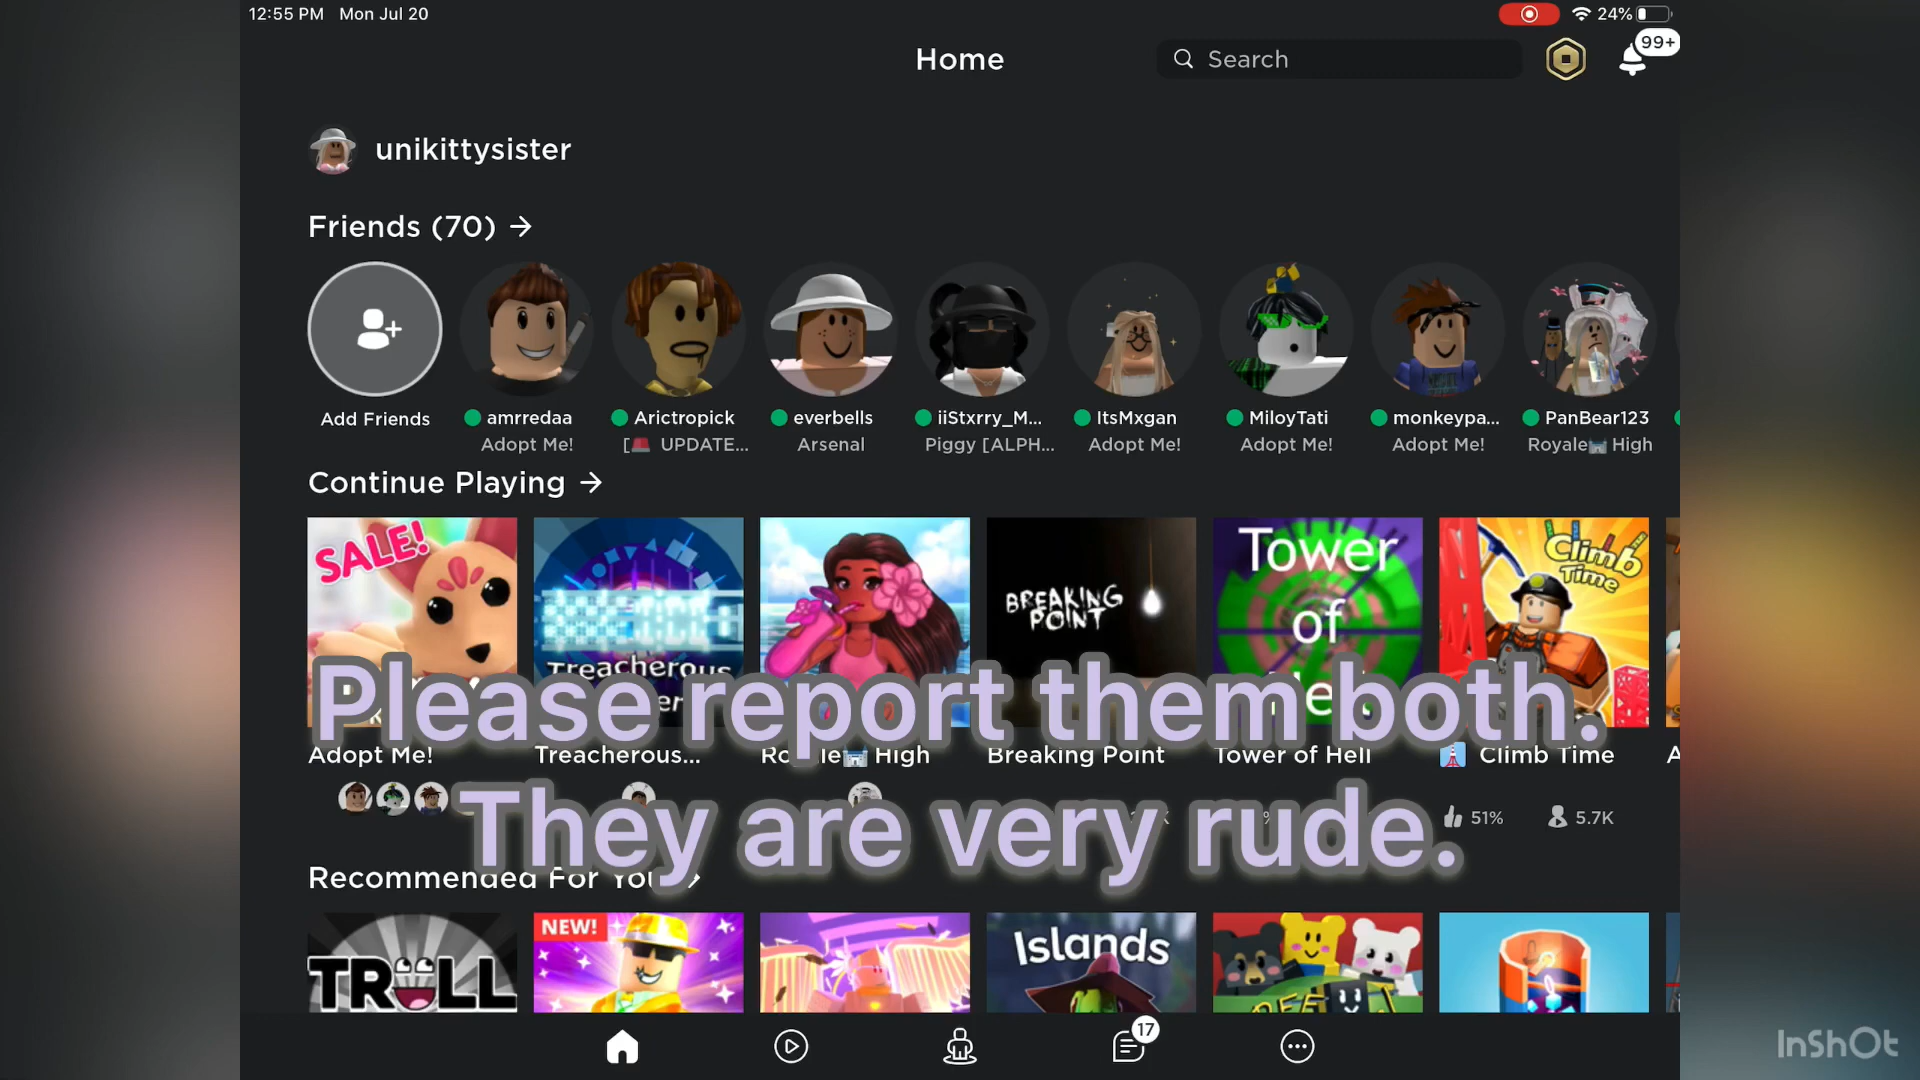 12:55 PM Mon Jul 20
24%
Home
Search
99+
unikittysister
Friends (70) →
Add Friends
amrredaa
Adopt Me!
Arictropick
[🚨 UPDATE...
everbells
Arsenal
iiStxrry_M...
Piggy [ALPH...
ItsMxgan
Adopt Me!
MiloyTati
Adopt Me!
monkeypa...
Adopt Me!
PanBear123
Royale🏰 High
Continue Playing →
SALE!
Treacherous
BREAKING
POINT
Tower
of
Climb
Time
Please report them both.
Adopt Me!
Treacherous...
High
Breaking Point
Tower of Hell
🗼 Climb Time
They are very rude.
51%
5.7K
Recommended For You
TROLL
NEW!
Islands
17
InShOt